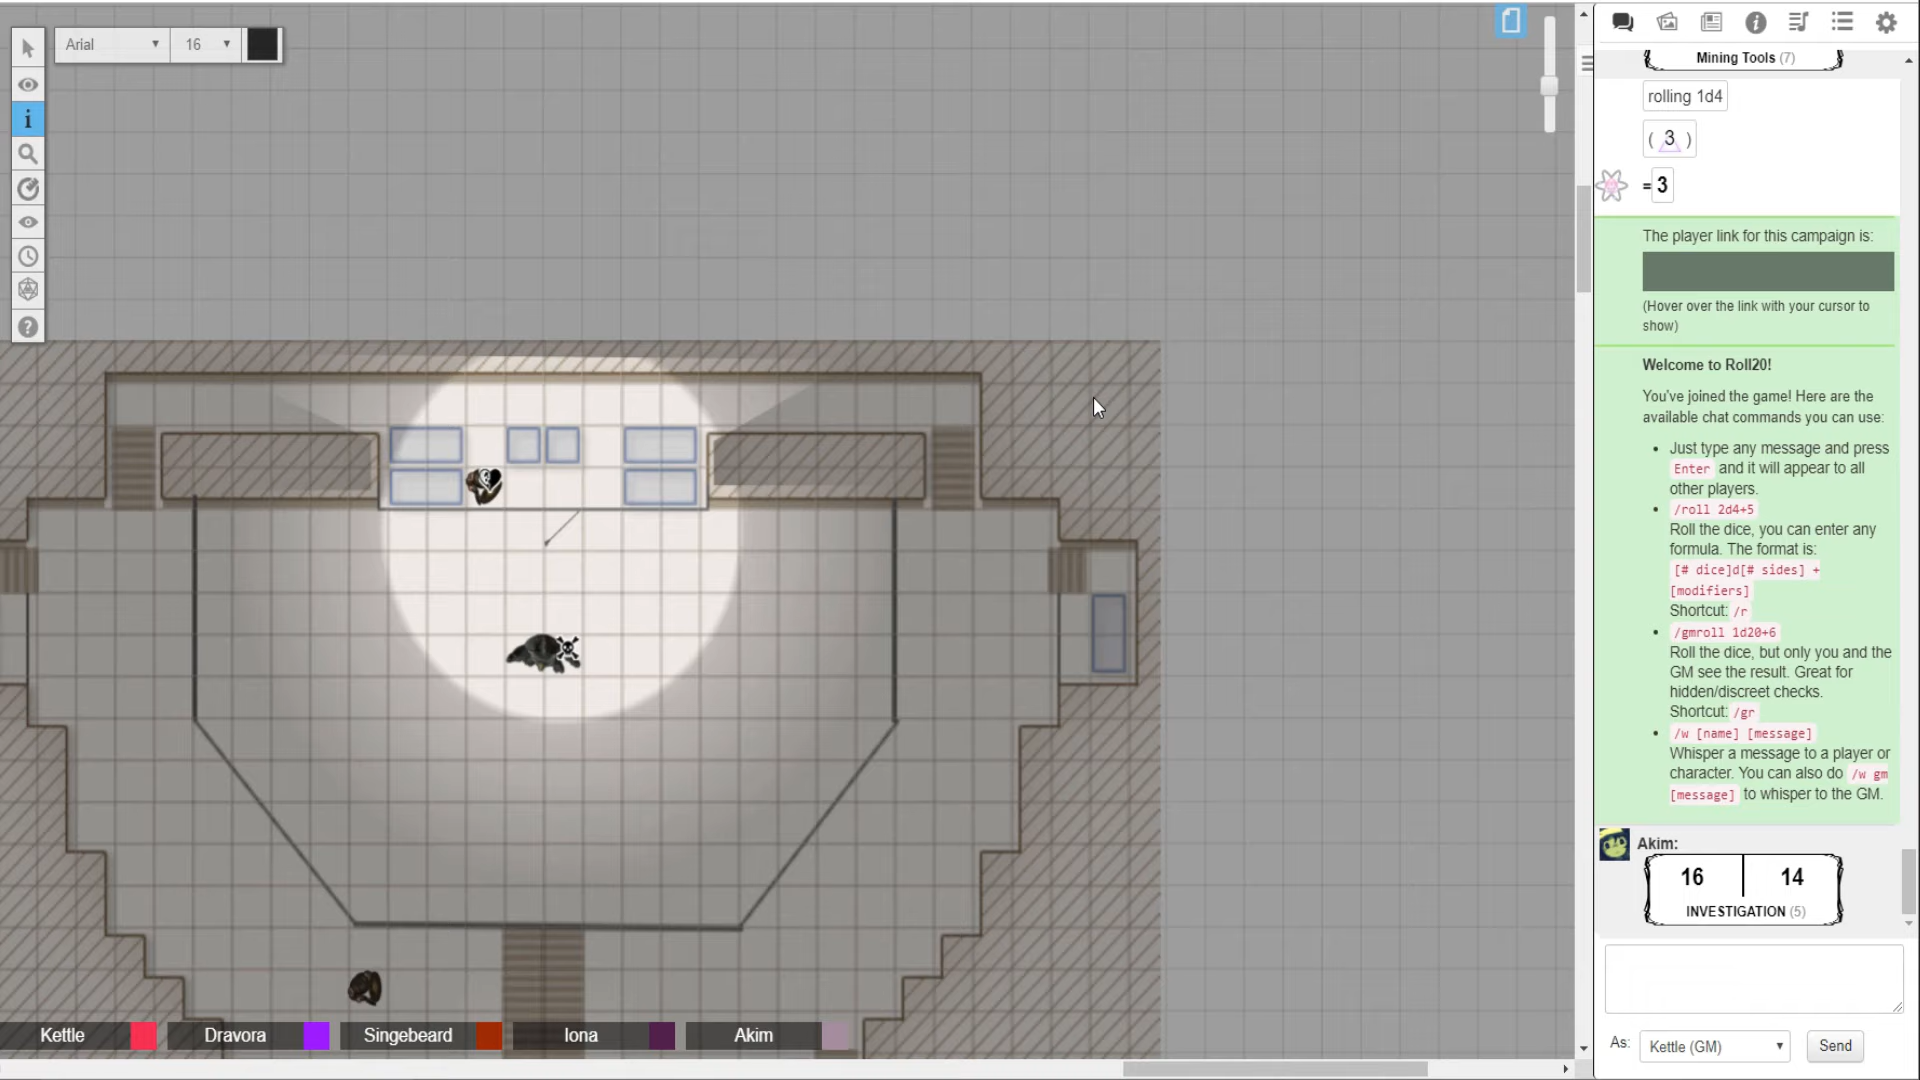 Arial
16
i
?
Mining Tools (7)
rolling 1d4
( 3 )
= 3
The player link for this campaign is:
(Hover over the link with your cursor to
show)
Welcome to Roll20!
You've joined the game! Here are the
available chat commands you can use:
• Just type any message and press
Enter and it will appear to all
other players.
• /roll 2d4+5
Roll the dice, you can enter any
formula. The format is:
[# dice]d[# sides] +
[modifiers]
Shortcut: /r
• /gmroll 1d20+6
Roll the dice, but only you and the
GM see the result. Great for
hidden/discreet checks.
Shortcut: /gr
• /w [name] [message]
Whisper a message to a player or
character. You can also do /w gm
[message] to whisper to the GM.
Akim:
16 14
INVESTIGATION (5)
Kettle
Dravora
Singebeard
Iona
Akim
As: Kettle (GM) Send